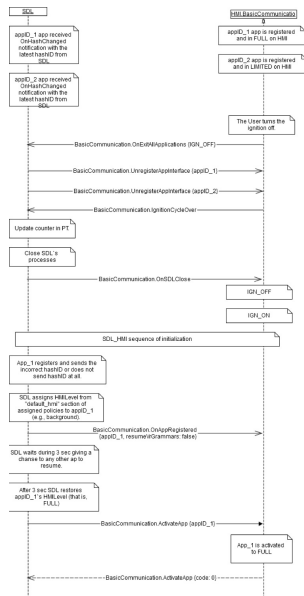 SDL
HMI.BasicCommunicatio
n
appID_1 app received
OnHashChanged
notification with the
latest hashID from
SDL
appID_1 app is registered
and in FULL on HMI
appID_2 app received
OnHashChanged
notification with the
latest hashID from
SDL
appID_2 app is registered
and in LIMITED on HMI
The User turns the
ignition off
BasicCommunication.OnExitAllApplications (IGN_OFF)
BasicCommunication.UnregisterAppInterface (appID_1)
BasicCommunication.UnregisterAppInterface (appID_2)
BasicCommunication.IgnitionCycleOver
Update counter in PT.
Close SDL`s
processes
BasicCommunication.OnSDLClose
IGN_OFF
IGN_ON
SDL_HMI sequence of initialization
App_1 registers and sends the
incorrect hashID or does not
send hashID at all.
SDL assigns HMILevel from
"default_hmi" section of
assigned policies to appID_1
(e.g., background).
BasicCommunication.OnAppRegistered
(appID_1, resumeVrGrammars: false)
SDL waits during 3 sec giving a
chanse to any other ap to
resume.
After 3 sec SDL restores
appID_1`s HMILevel (that is,
FULL)
BasicCommunication.ActivateApp (appID_1)
App_1 is activated
to FULL
BasicCommunication.ActivateApp (code: 0)